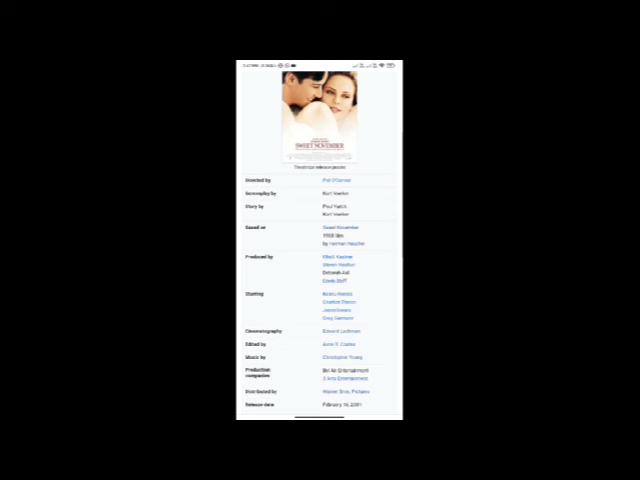 SWEET NOVEMBER
Theatrical release poster
Directed by Pat O'Connor
Screenplay by Kurt Voelker
Story by Paul Yurick
Kurt Voelker
Based on Sweet November
1968 film
by Herman Raucher
Produced by Elliott Kastner
Steven Reuther
Deborah Aal
Erwin Stoff
Starring Keanu Reeves
Charlize Theron
Jason Isaacs
Greg Germann
Cinematography Edward Lachman
Edited by Anne V. Coates
Music by Christopher Young
Production Bel Air Entertainment
companies 3 Arts Entertainment
Distributed by Warner Bros. Pictures
Release date February 16, 2001